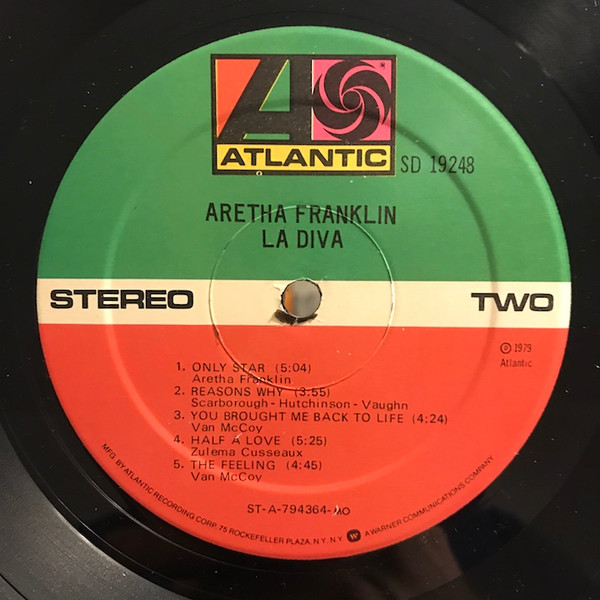 ATLANTIC
SD 19248
ARETHA FRANKLIN
LA DIVA
STEREO
TWO
℗ 1979
Atlantic
1. ONLY STAR (5:04)
Aretha Franklin
2. REASONS WHY (3:55)
Scarborough - Hutchinson - Vaughn
3. YOU BROUGHT ME BACK TO LIFE (4:24)
Van McCoy
4. HALF A LOVE (5:25)
Zulema Cusseaux
5. THE FEELING (4:45)
Van McCoy
ST-A-794364-MO
MFG. BY ATLANTIC RECORDING CORP. 75 ROCKEFELLER PLAZA, N.Y., N.Y. W A WARNER COMMUNICATIONS COMPANY